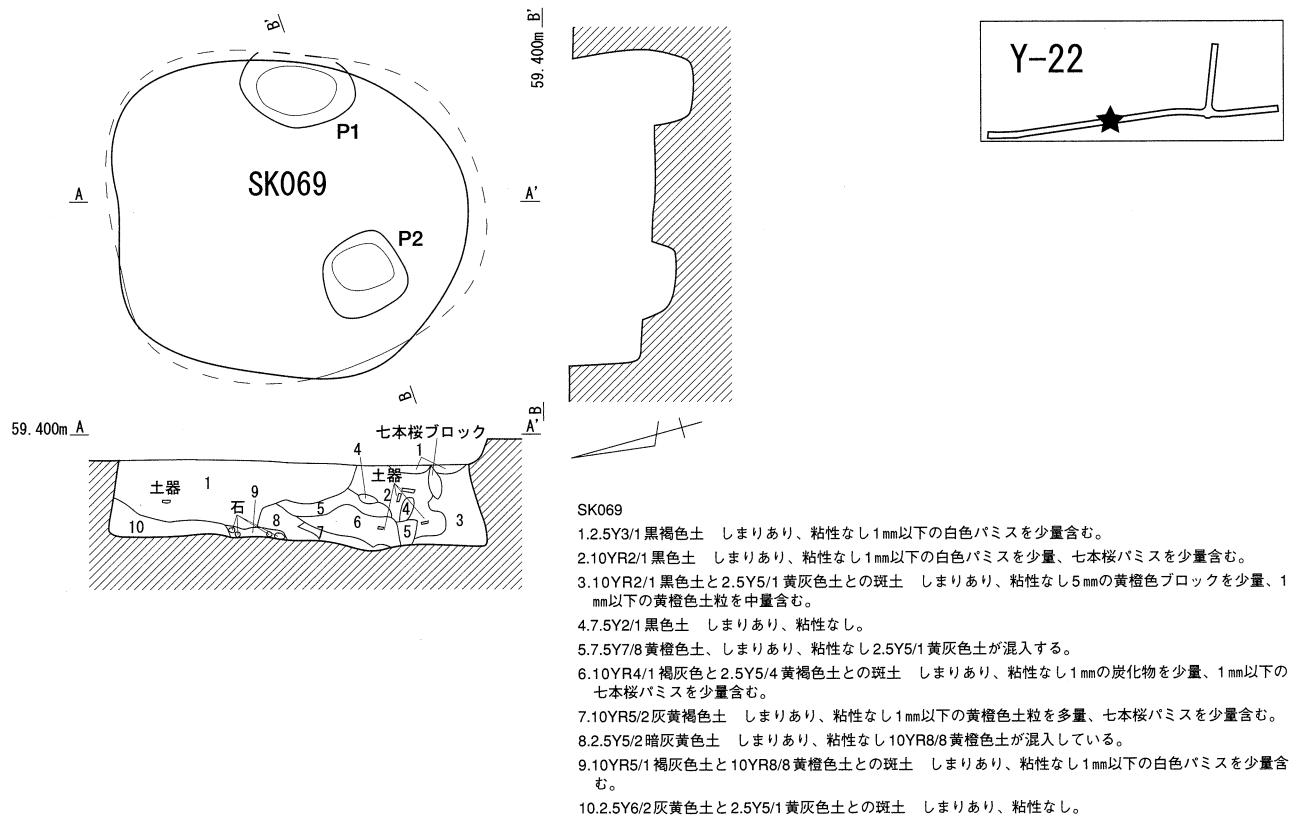 B'
P1
SK069
A
A'
P2
B
59.400m B'
Y-22
59.400m A
A' B
七本桜ブロック
4
1
土器
土器
1
9
2
石
5
4
10
8
7
6
5
3
SK069
1.2.5Y3/1黒褐色土　しまりあり、粘性なし1㎜以下の白色パミスを少量含む。
2.10YR2/1黒色土　しまりあり、粘性なし1㎜以下の白色パミスを少量、七本桜パミスを少量含む。
3.10YR2/1黒色土と2.5Y5/1黄灰色土との斑土　しまりあり、粘性なし5㎜の黄橙色ブロックを少量、1
㎜以下の黄橙色土粒を中量含む。
4.7.5Y2/1黒色土　しまりあり、粘性なし。
5.7.5Y7/8黄橙色土、しまりあり、粘性なし2.5Y5/1黄灰色土が混入する。
6.10YR4/1褐灰色と2.5Y5/4黄褐色土との斑土　しまりあり、粘性なし1㎜の炭化物を少量、1㎜以下の
七本桜パミスを少量含む。
7.10YR5/2灰黄褐色土　しまりあり、粘性なし1㎜以下の黄橙色土粒を多量、七本桜パミスを少量含む。
8.2.5Y5/2暗灰黄色土　しまりあり、粘性なし10YR8/8黄橙色土が混入している。
9.10YR5/1褐灰色土と10YR8/8黄橙色土との斑土　しまりあり、粘性なし1㎜以下の白色パミスを少量含
む。
10.2.5Y6/2灰黄色土と2.5Y5/1黄灰色土との斑土　しまりあり、粘性なし。